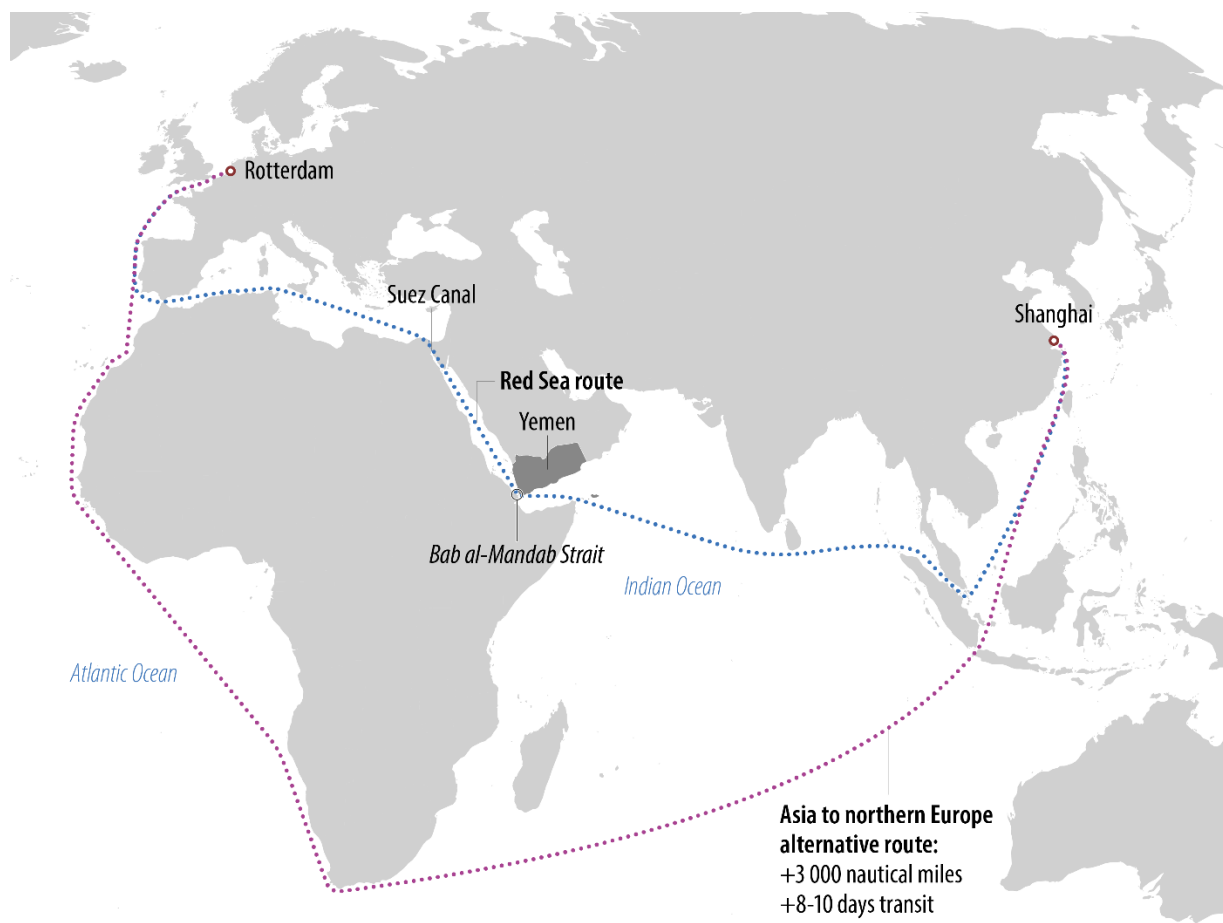 Rotterdam
Suez Canal
Shanghai
Red Sea route
Yemen
Bab al-Mandab Strait
Indian Ocean
Atlantic Ocean
Asia to northern Europe
alternative route:
+3 000 nautical miles
+8-10 days transit